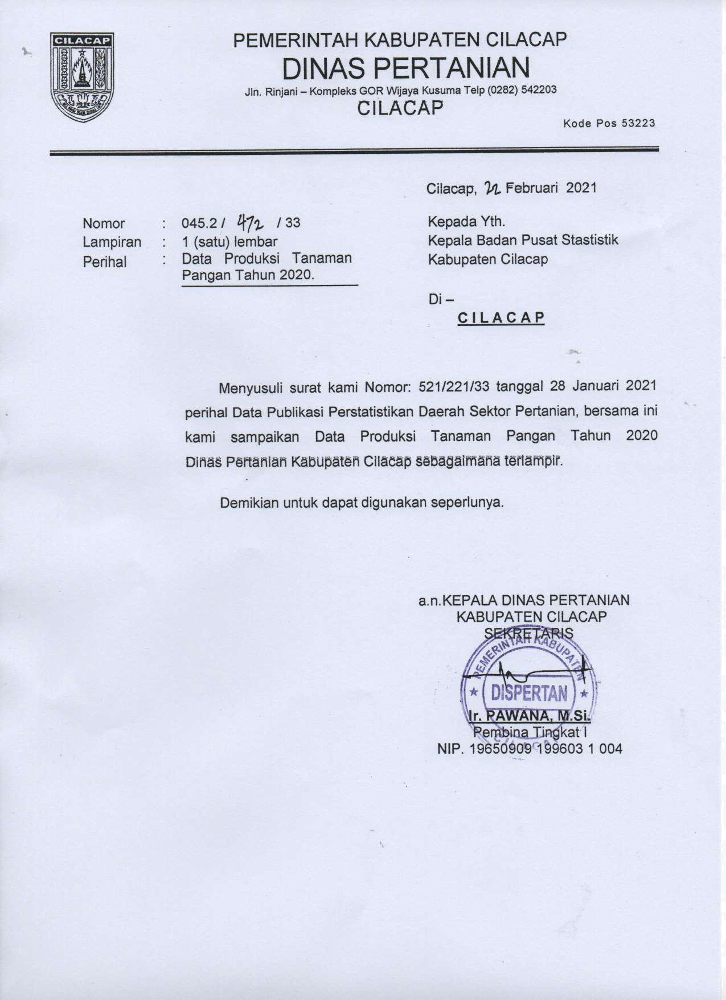 CILACAP
PEMERINTAH KABUPATEN CILACAP
DINAS PERTANIAN
Jln. Rinjani – Kompleks GOR Wijaya Kusuma Telp (0282) 542203
CILACAP
Kode Pos 53223
Cilacap, 22 Februari 2021
Nomor : 045.2 / 472 / 33
Lampiran : 1 (satu) lembar
Perihal : Data Produksi Tanaman
Pangan Tahun 2020.
Kepada Yth.
Kepala Badan Pusat Stastistik
Kabupaten Cilacap
Di –
C I L A C A P
Menyusuli surat kami Nomor: 521/221/33 tanggal 28 Januari 2021
perihal Data Publikasi Perstatistikan Daerah Sektor Pertanian, bersama ini
kami sampaikan Data Produksi Tanaman Pangan Tahun 2020
Dinas Pertanian Kabupaten Cilacap sebagaimana terlampir.
Demikian untuk dapat digunakan seperlunya.
a.n.KEPALA DINAS PERTANIAN
KABUPATEN CILACAP
SEKRETARIS
PEMERINTAH KABUPATEN
DISPERTAN
CILACAP
Ir. PAWANA, M.Si.
Pembina Tingkat I
NIP. 19650909 199603 1 004